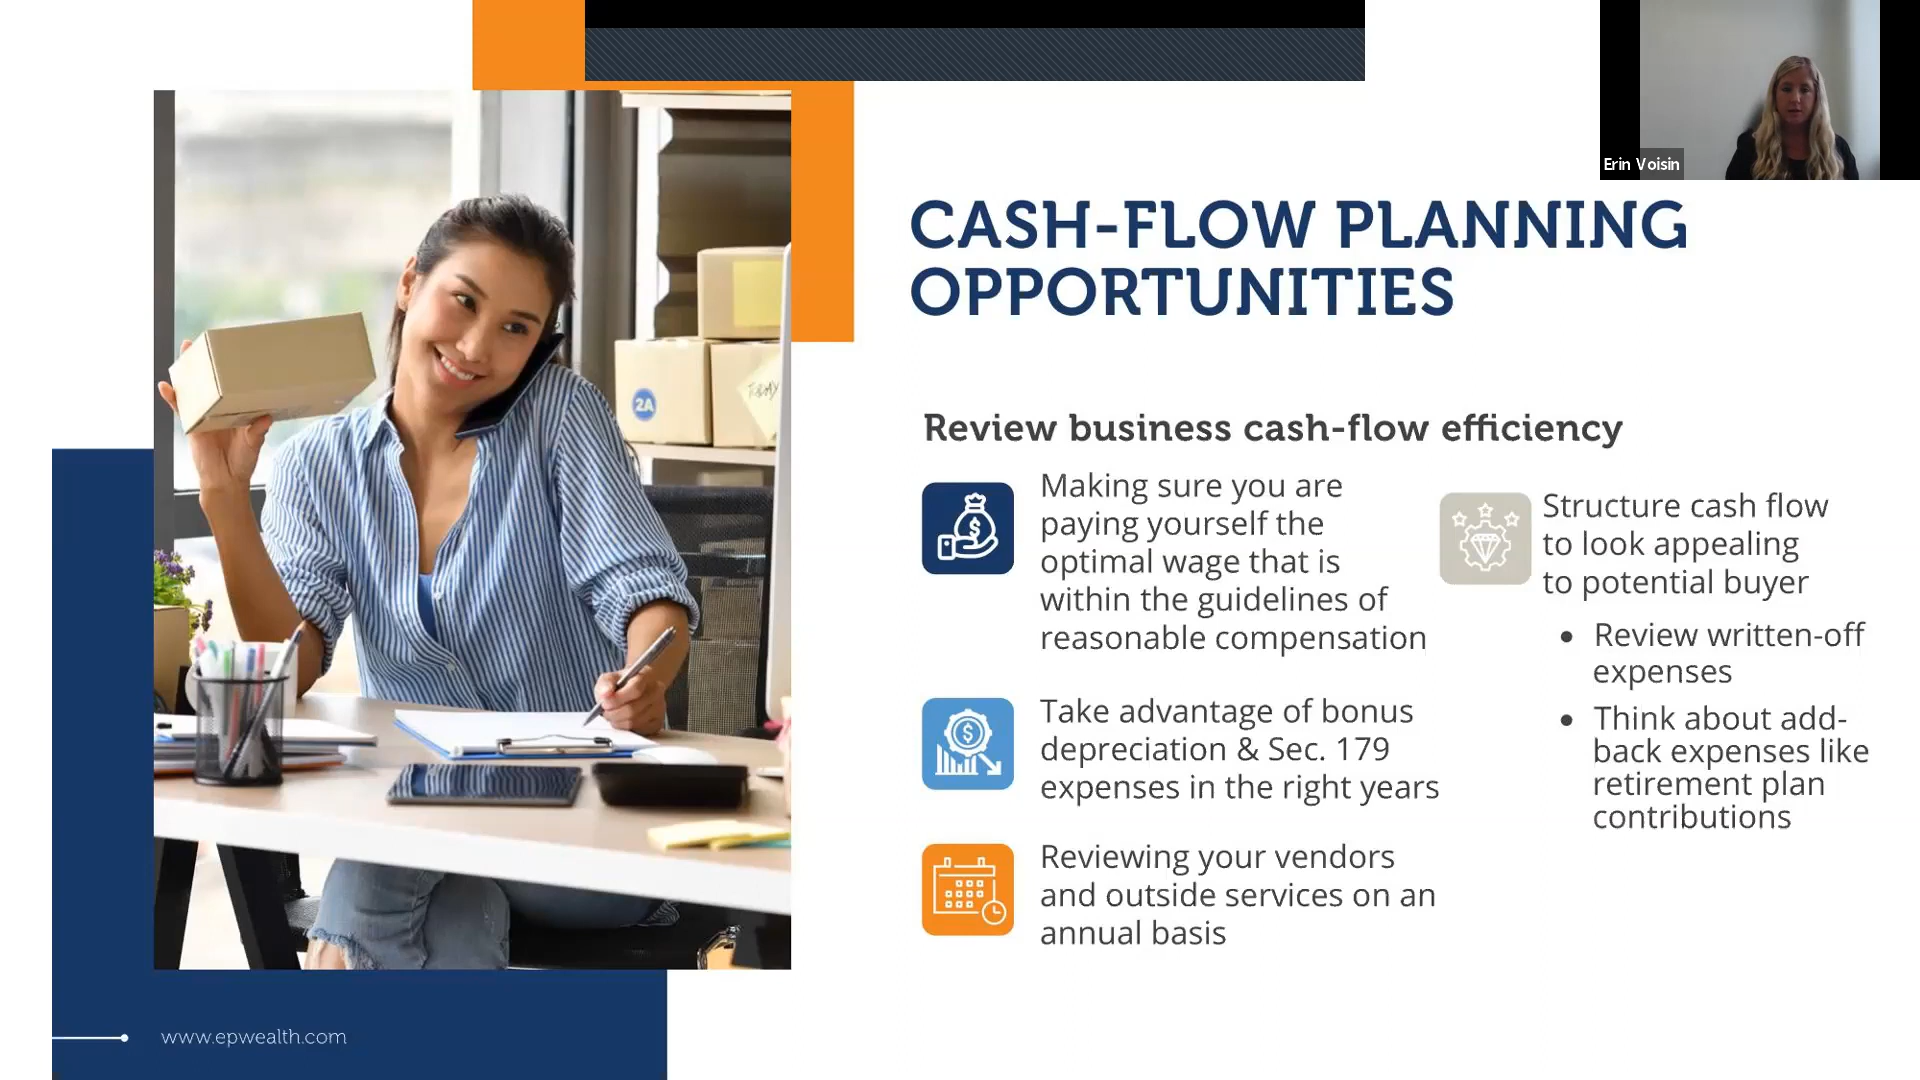 Erin Voisin
CASH-FLOW PLANNING
OPPORTUNITIES
Review business cash-flow efficiency
Making sure you are
paying yourself the
optimal wage that is
within the guidelines of
reasonable compensation
Take advantage of bonus
depreciation & Sec. 179
expenses in the right years
Reviewing your vendors
and outside services on an
annual basis
Structure cash flow
to look appealing
to potential buyer
• Review written-off
expenses
• Think about add-
back expenses like
retirement plan
contributions
2A
TODAY
www.epwealth.com